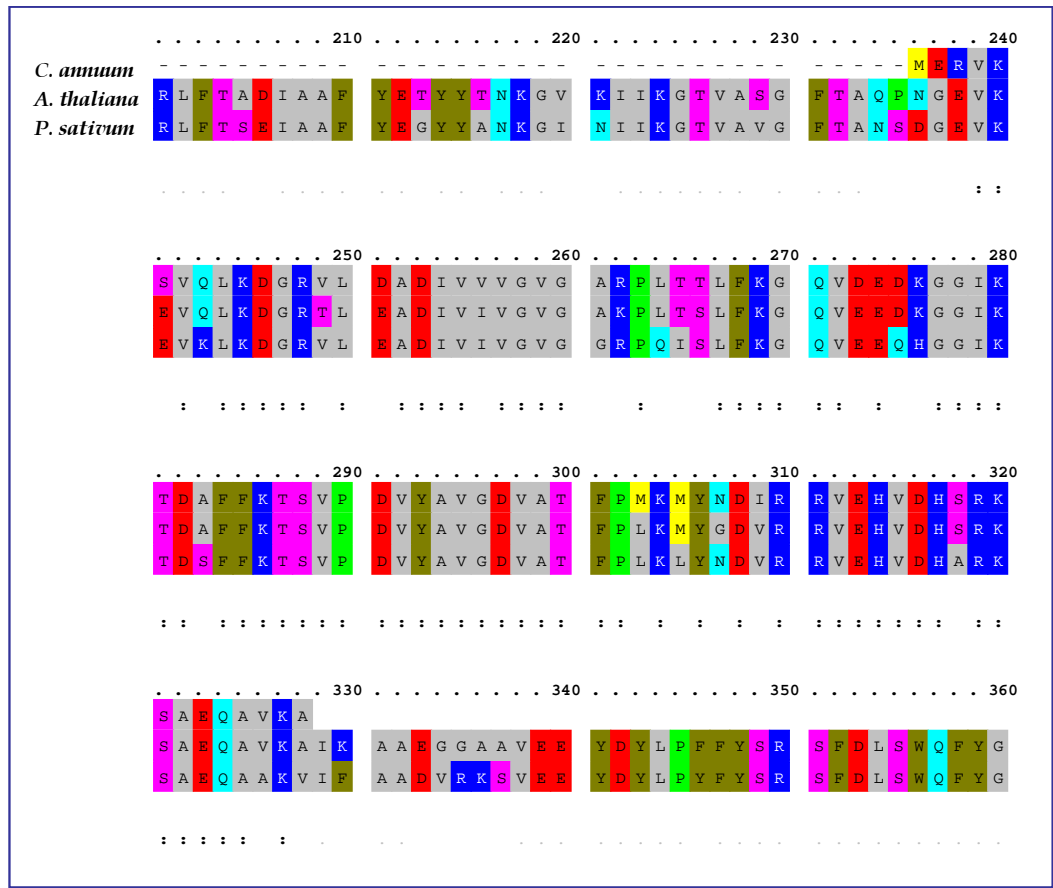 . . . . . . . . . 210 . . . . . . . . . 220 . . . . . . . . . 230 . . . . . . . . . 240
C. annuum - - - - - - - - - - - - - - - - - - - - - - - - - - - - - - - - - - - M E R V K
A. thaliana R L F T A D I A A F Y E T Y Y T N K G V K I I K G T V A S G F T A Q P N G E V K
P. sativum R L F T S E I A A F Y E G Y Y A N K G I N I I K G T V A V G F T A N S D G E V K
. . . . . . . . . . . . . . . . . . . . . . . . . . . . : :
. . . . . . . . . 250 . . . . . . . . . 260 . . . . . . . . . 270 . . . . . . . . . 280
S V Q L K D G R V L D A D I V V V G V G A R P L T T L F K G Q V D E D K G G I K
E V Q L K D G R T L E A D I V I V G V G A K P L T S L F K G Q V E E D K G G I K
E V K L K D G R V L E A D I V I V G V G G R P Q I S L F K G Q V E E Q H G G I K
: : : : : : : : : : : : : : : : : : : : : : : : : : :
. . . . . . . . . 290 . . . . . . . . . 300 . . . . . . . . . 310 . . . . . . . . . 320
T D A F F K T S V P D V Y A V G D V A T F P M K M Y N D I R R V E H V D H S R K
T D A F F K T S V P D V Y A V G D V A T F P L K M Y G D V R R V E H V D H S R K
T D S F F K T S V P D V Y A V G D V A T F P L K L Y N D V R R V E H V D H A R K
: : : : : : : : : : : : : : : : : : : : : : : : : : : : : : : : : : :
. . . . . . . . . 330 . . . . . . . . . 340 . . . . . . . . . 350 . . . . . . . . . 360
S A E Q A V K A
S A E Q A V K A I K A A E G G A A V E E Y D Y L P F F Y S R S F D L S W Q F Y G
S A E Q A A K V I F A A D V R K S V E E Y D Y L P Y F Y S R S F D L S W Q F Y G
: : : : : : . . . . . . . . . . . . . . . . . . . . . . . . . .